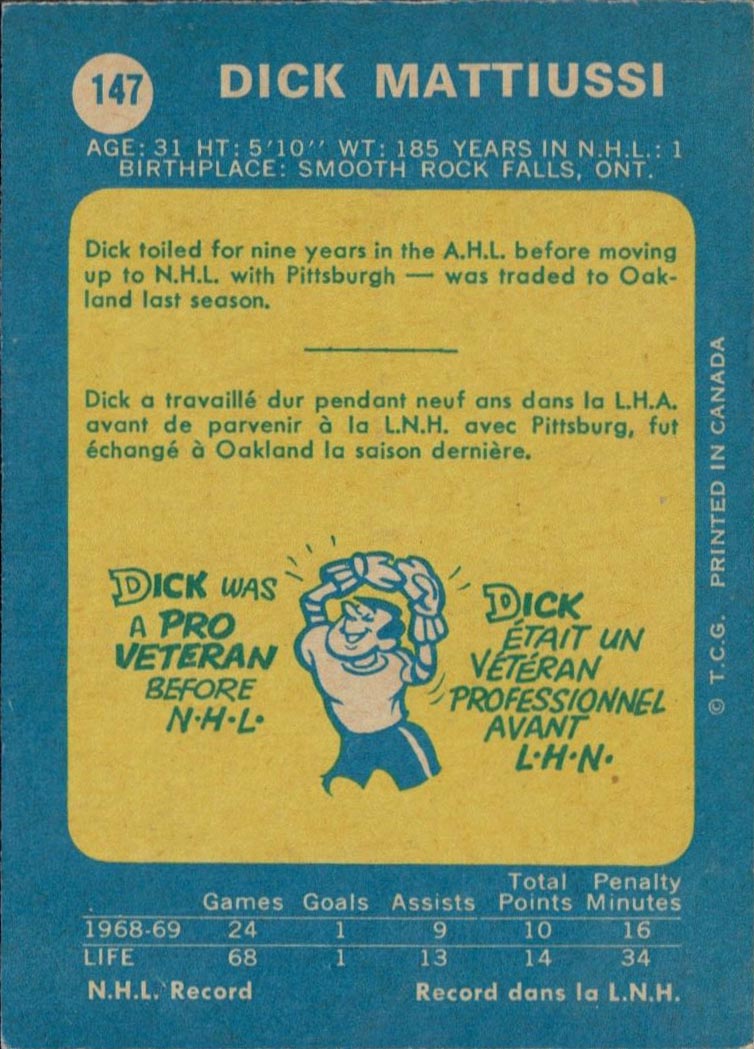 147 DICK MATTIUSSI
AGE: 31 HT: 5'10'' WT: 185 YEARS IN N.H.L.: 1
BIRTHPLACE: SMOOTH ROCK FALLS, ONT.
Dick toiled for nine years in the A.H.L. before moving
up to N.H.L. with Pittsburgh — was traded to Oak-
land last season.
Dick a travaillé dur pendant neuf ans dans la L.H.A.
avant de parvenir à la L.N.H. avec Pittsburg, fut
échangé à Oakland la saison dernière.
DICK WAS
A PRO
VETERAN
BEFORE
N·H·L·
DICK
ÉTAIT UN
VÉTÉRAN
PROFESSIONNEL
AVANT
L·H·N·
© T.C.G. PRINTED IN CANADA
Games Goals Assists Total Points Penalty Minutes
1968-69 24 1 9 10 16
LIFE 68 1 13 14 34
N.H.L. Record Record dans la L.N.H.